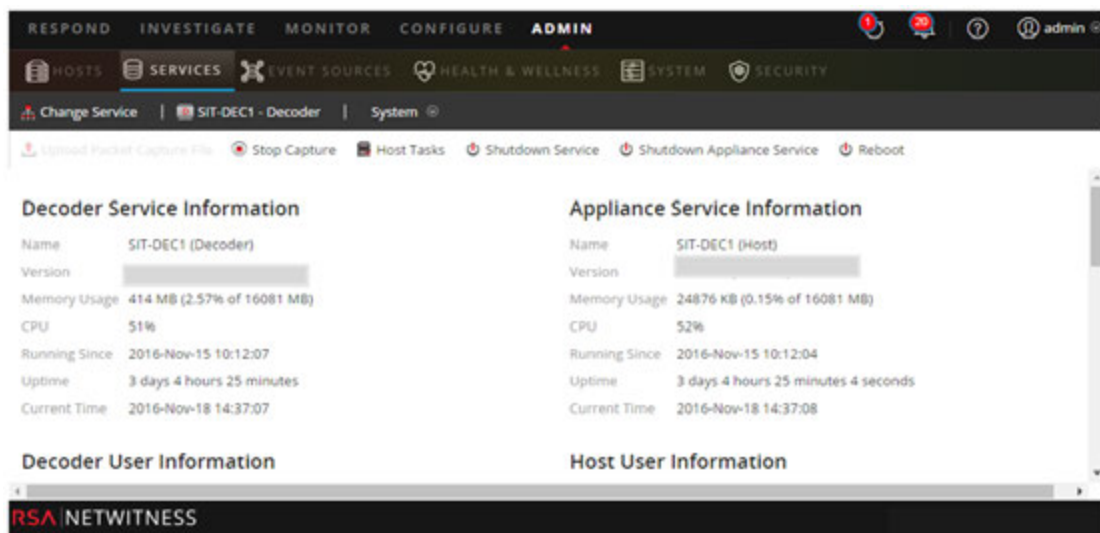 RESPOND INVESTIGATE MONITOR CONFIGURE ADMIN 1 20 ? admin
HOSTS SERVICES EVENT SOURCES HEALTH & WELLNESS SYSTEM SECURITY
Change Service | SIT-DEC1 - Decoder | System
Upload Packet Capture File Stop Capture Host Tasks Shutdown Service Shutdown Appliance Service Reboot
Decoder Service Information Appliance Service Information
Name SIT-DEC1 (Decoder) Name SIT-DEC1 (Host)
Version Version
Memory Usage 414 MB (2.57% of 16081 MB) Memory Usage 24876 KB (0.15% of 16081 MB)
CPU 51% CPU 52%
Running Since 2016-Nov-15 10:12:07 Running Since 2016-Nov-15 10:12:04
Uptime 3 days 4 hours 25 minutes Uptime 3 days 4 hours 25 minutes 4 seconds
Current Time 2016-Nov-18 14:37:07 Current Time 2016-Nov-18 14:37:08
Decoder User Information Host User Information
RSA NETWITNESS